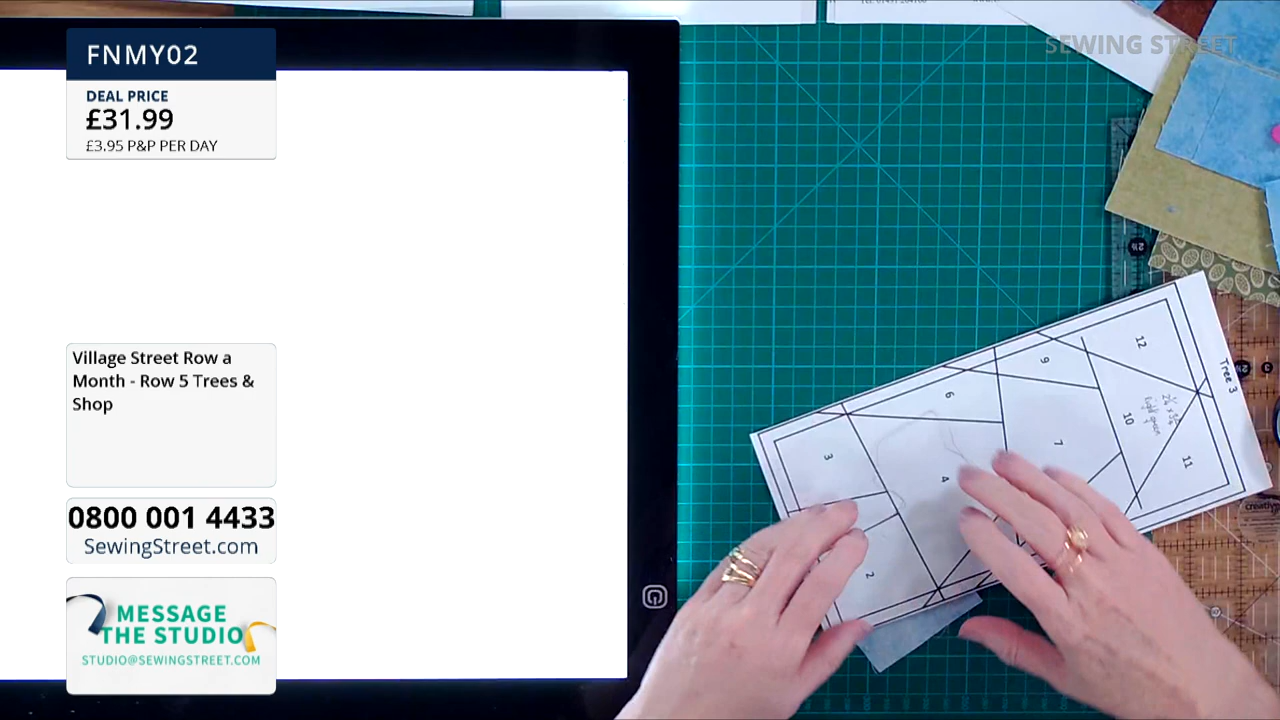 FNMY02
DEAL PRICE
£31.99
£3.95 P&P PER DAY
Village Street Row a
Month - Row 5 Trees &
Shop
0800 001 4433
SewingStreet.com
MESSAGE
THE STUDIO
STUDIO@SEWINGSTREET.COM
SEWING STREET
Tree 3
12
9
6
10
11
7
3
4
2
light green